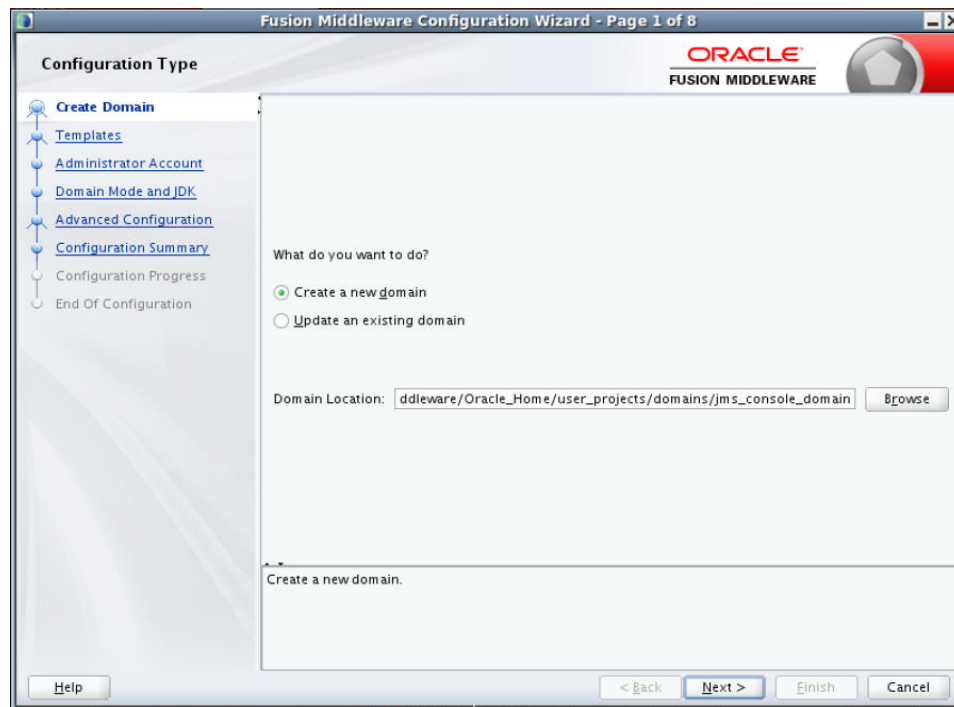 Fusion Middleware Configuration Wizard - Page 1 of 8
Configuration Type
ORACLE
FUSION MIDDLEWARE
Create Domain
Templates
Administrator Account
Domain Mode and JDK
Advanced Configuration
Configuration Summary
Configuration Progress
End Of Configuration
What do you want to do?
Create a new domain
Update an existing domain
Domain Location: ddleware/Oracle_Home/user_projects/domains/jms_console_domain Browse
Create a new domain.
Help < Back Next > Finish Cancel